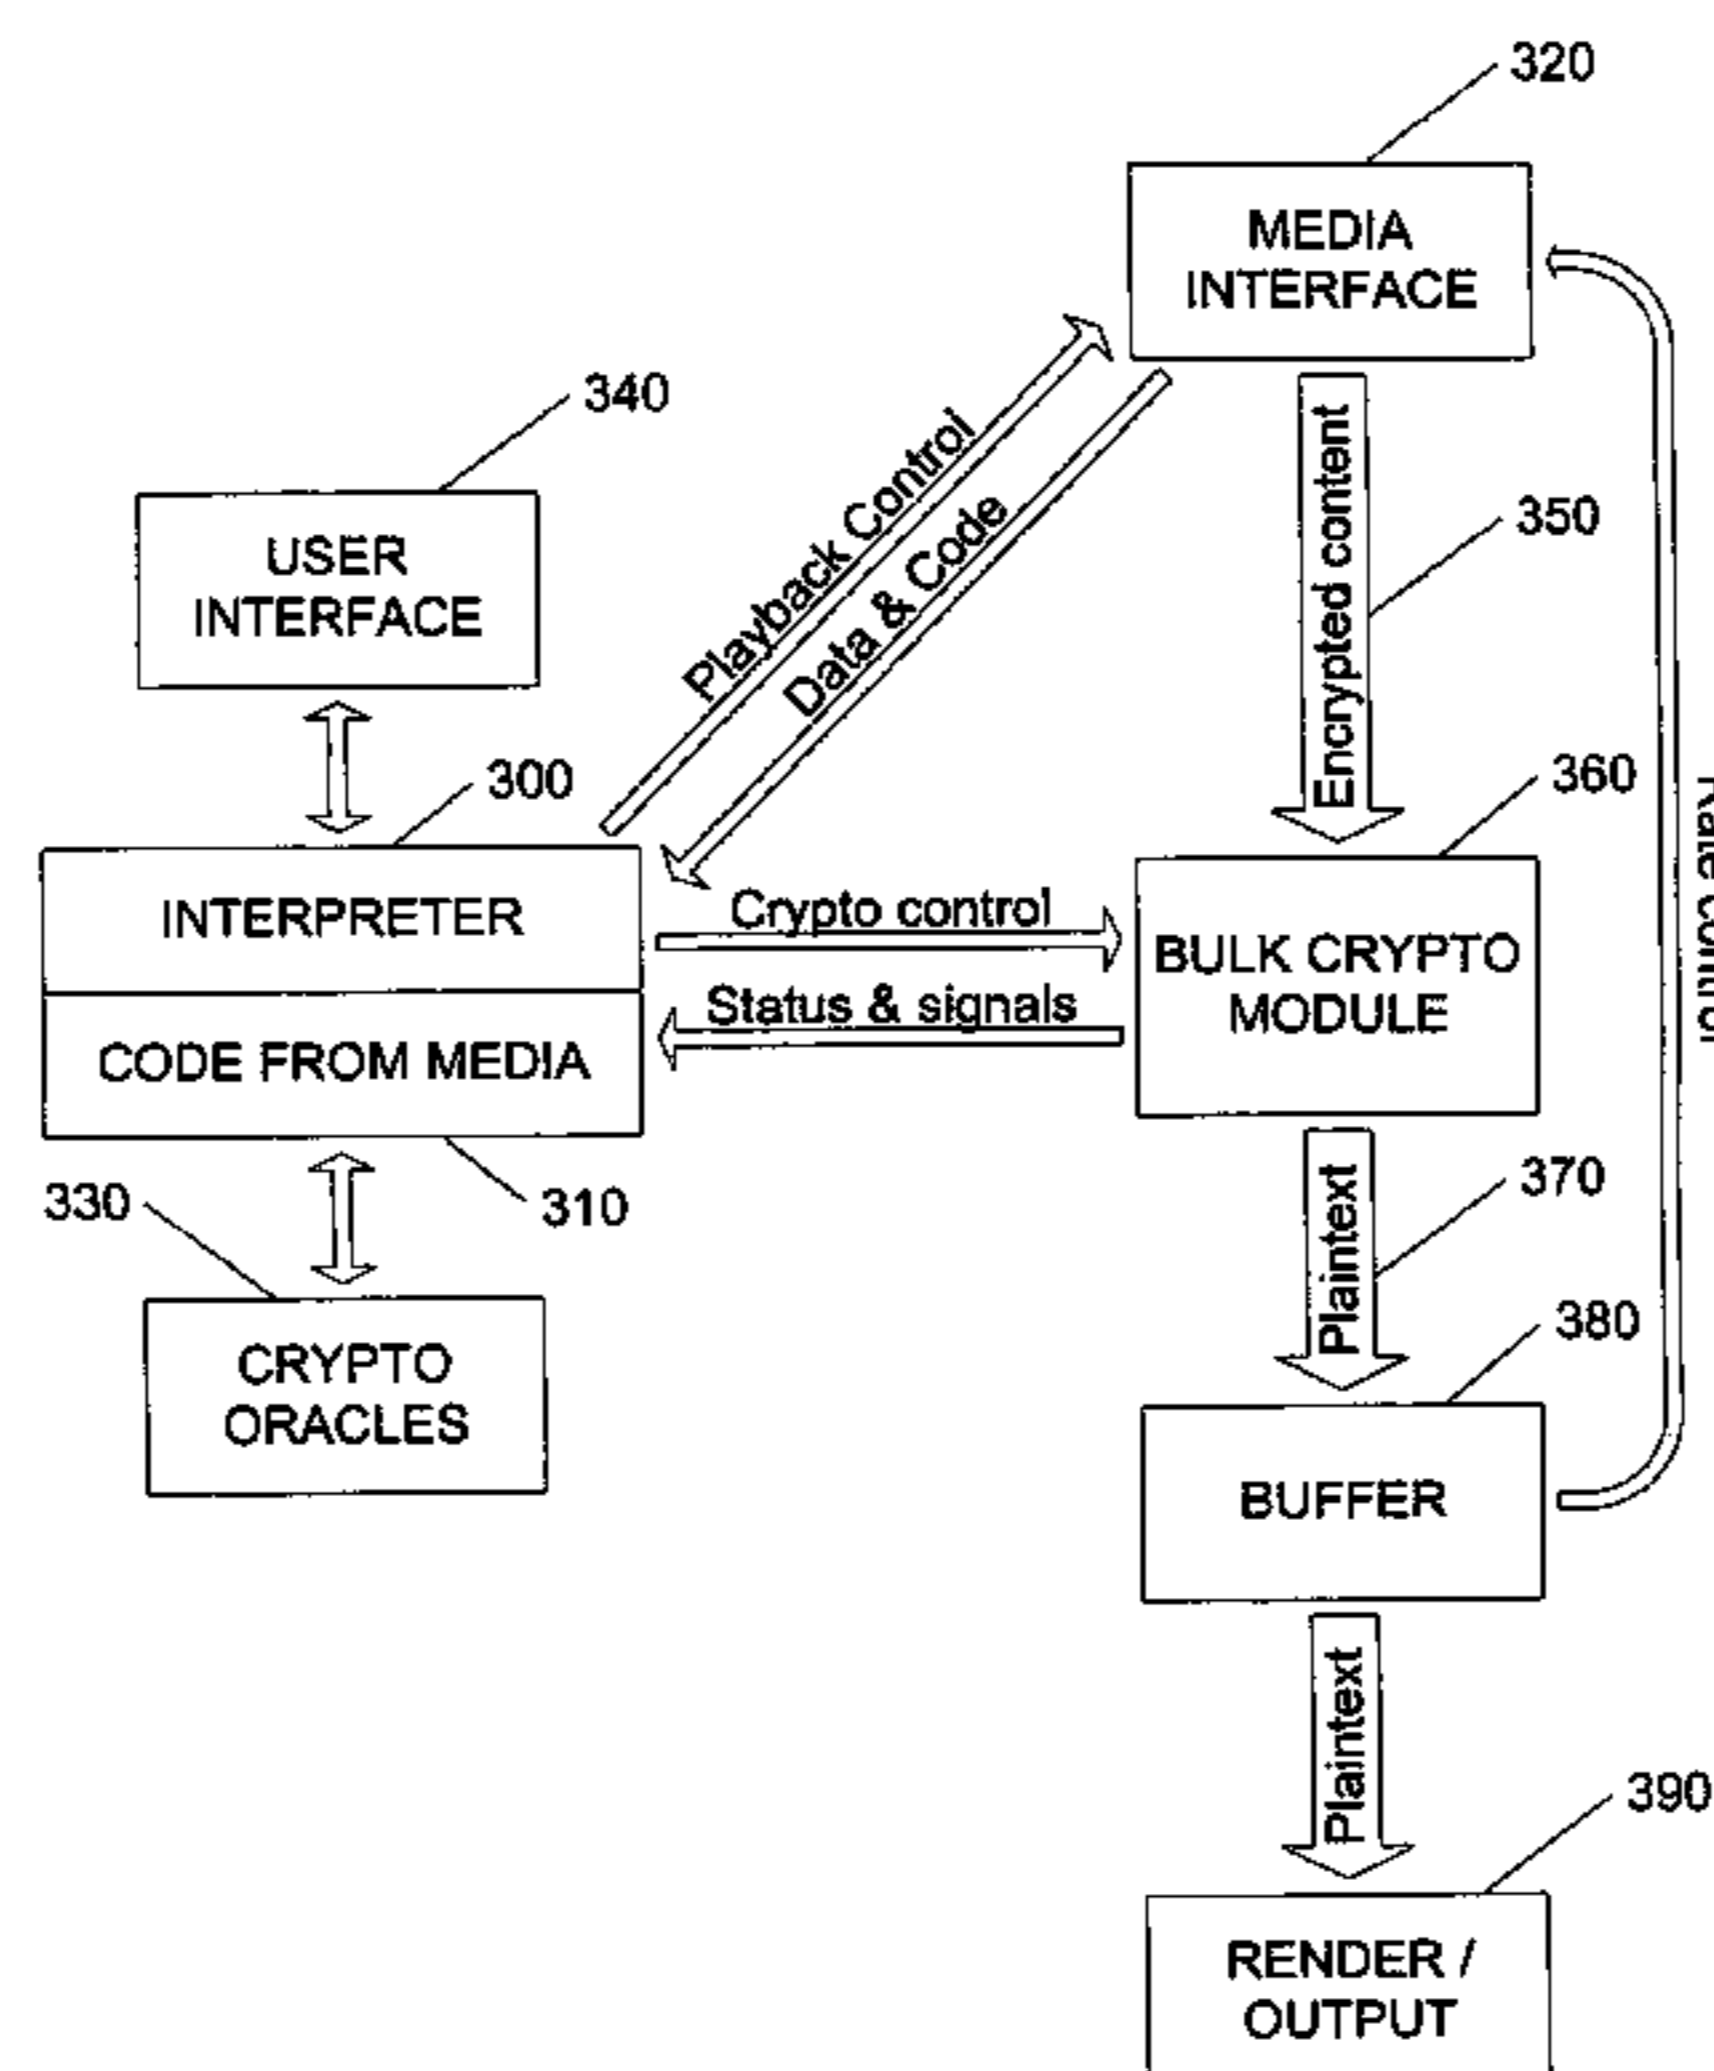 320
MEDIA
INTERFACE
340
USER
INTERFACE
Playback Control
Data & Code
Encrypted content
350
300
360
INTERPRETER
CODE FROM MEDIA
Crypto control
Status & signals
BULK CRYPTO
MODULE
Rate control
330
310
Plaintext
370
CRYPTO
ORACLES
380
BUFFER
Plaintext
390
RENDER /
OUTPUT